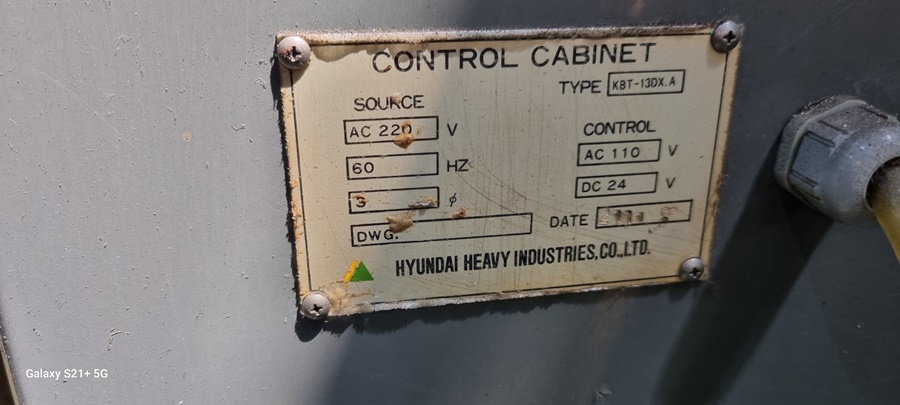 CONTROL CABINET
TYPE KBT-13DX.A
SOURCE
AC 220 V
60 HZ
3 ø
DWG.
CONTROL
AC 110 V
DC 24 V
DATE
HYUNDAI HEAVY INDUSTRIES,CO.,LTD.
Galaxy S21+ 5G